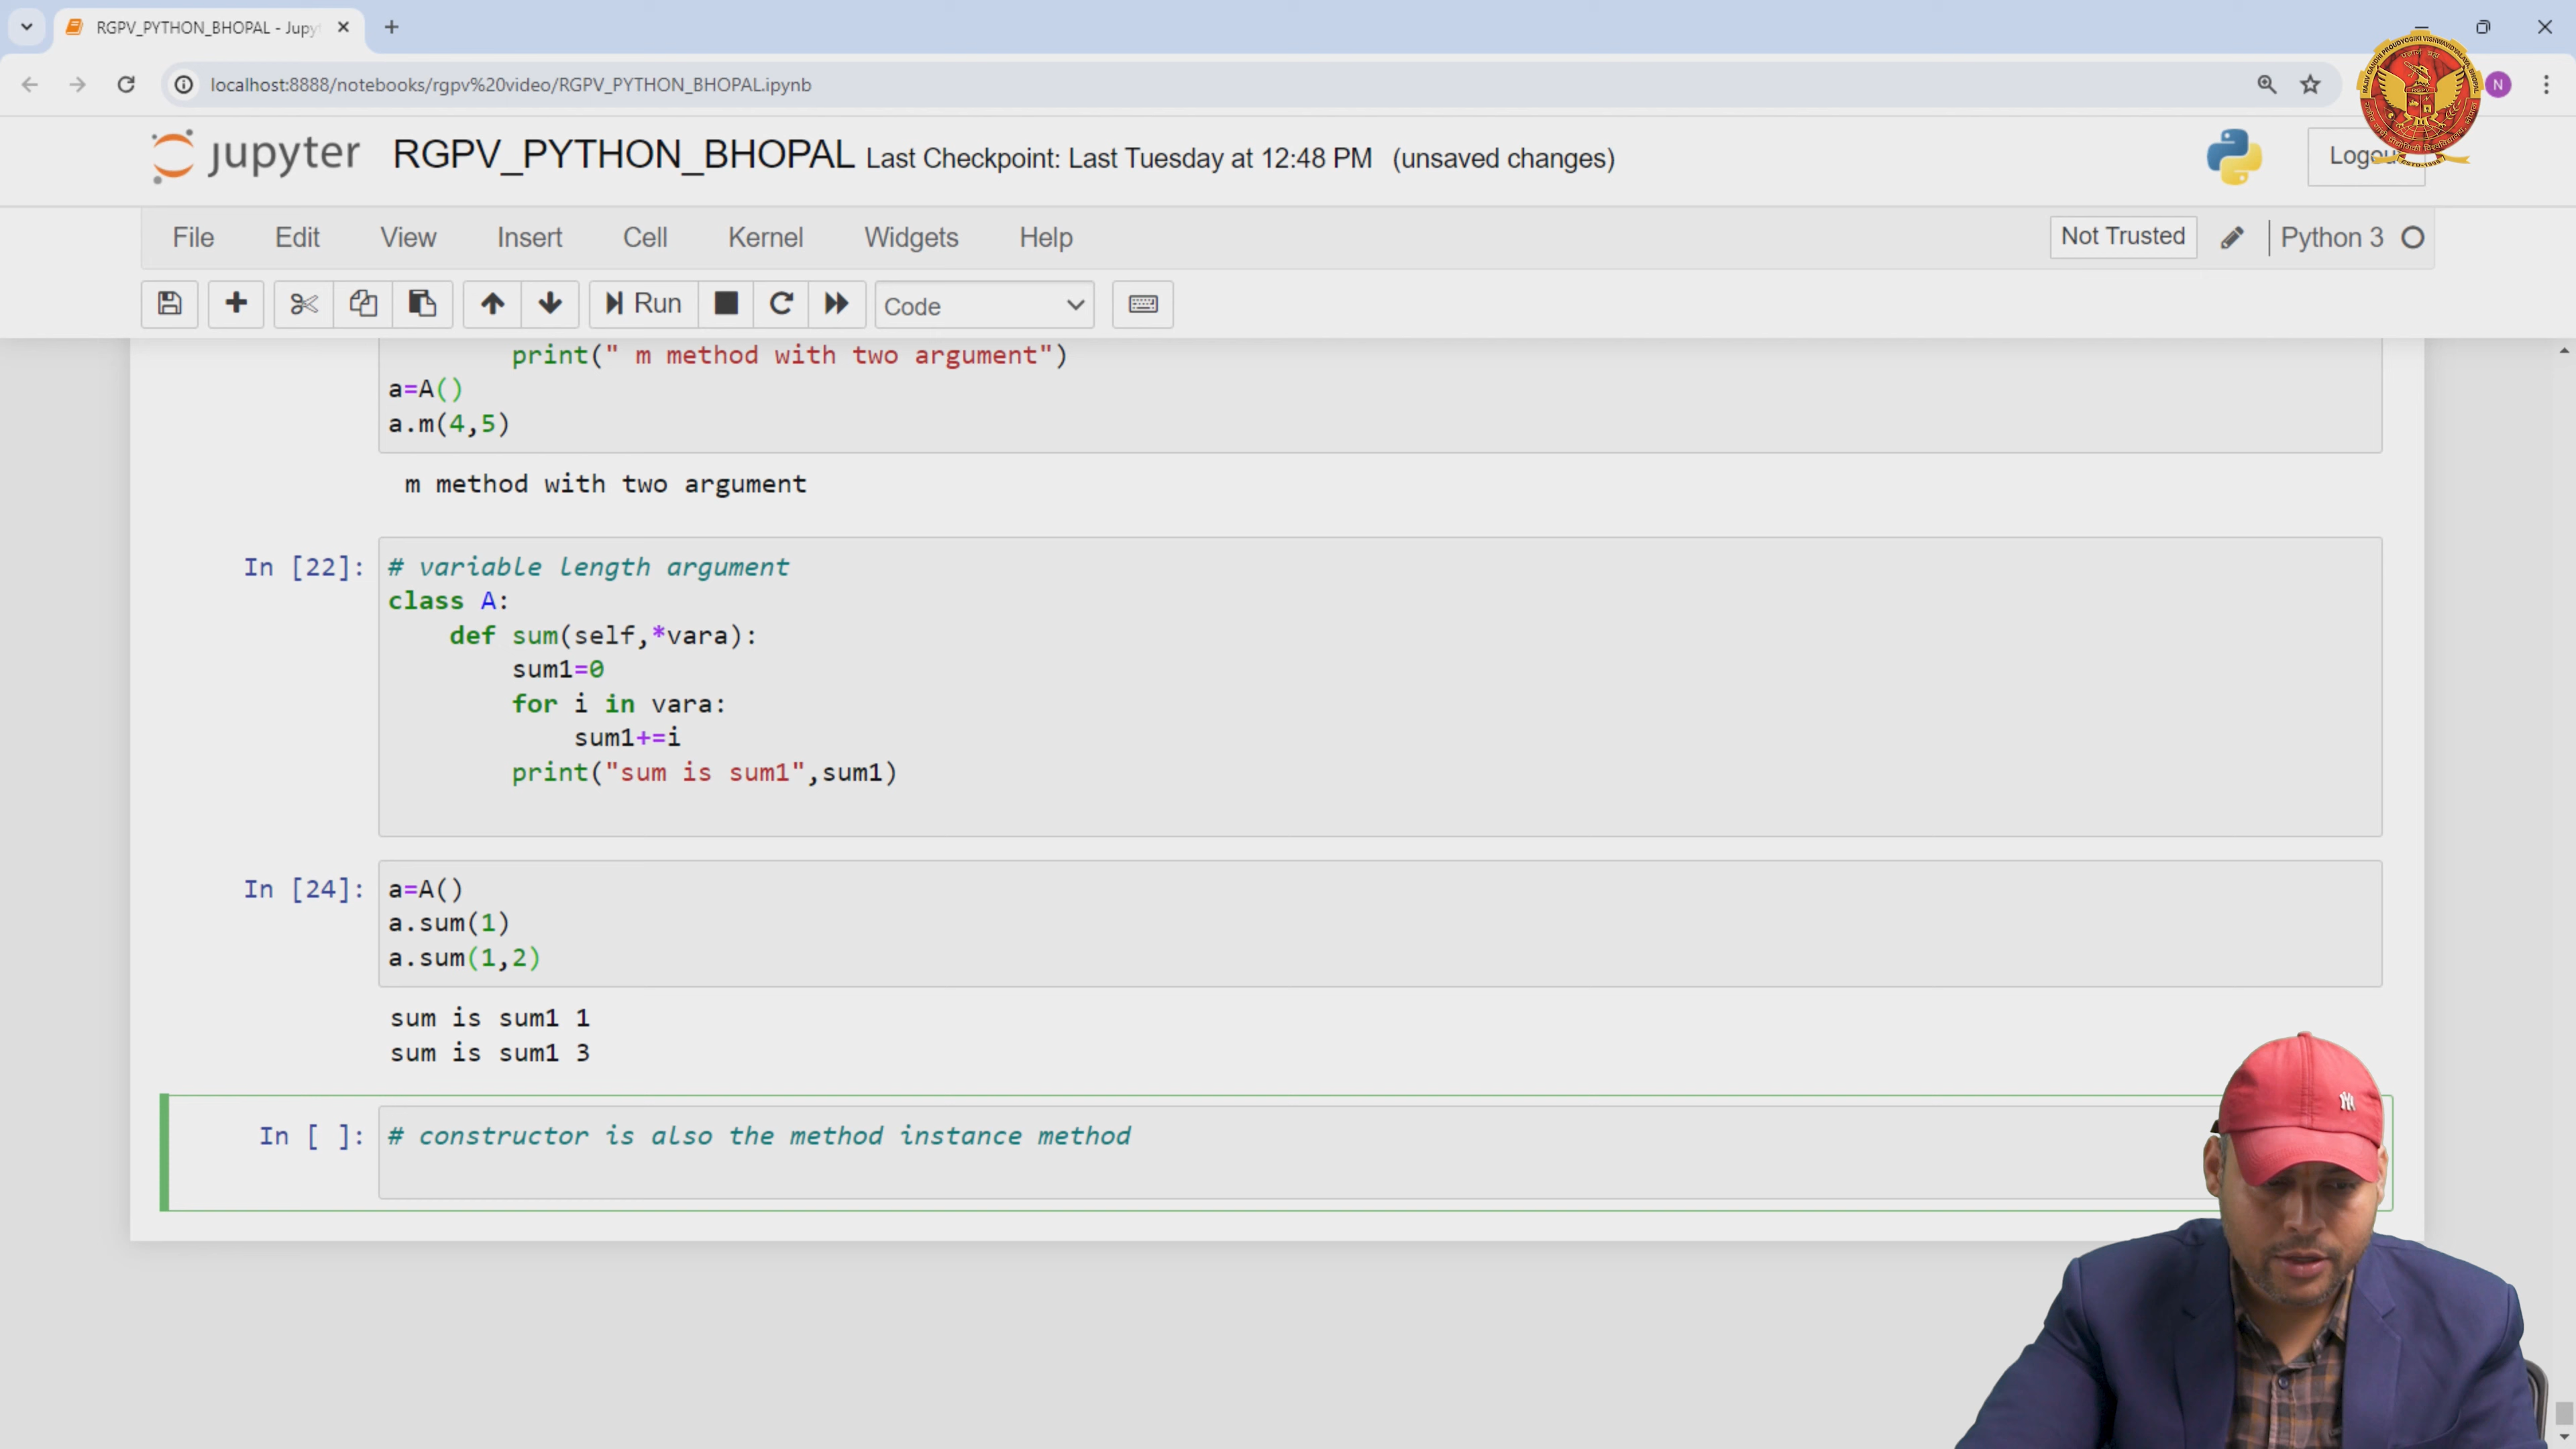 RGPV_PYTHON_BHOPAL - Jupy
localhost:8888/notebooks/rgpv%20video/RGPV_PYTHON_BHOPAL.ipynb
N
jupyter RGPV_PYTHON_BHOPAL Last Checkpoint: Last Tuesday at 12:48 PM (unsaved changes)
File Edit View Insert Cell Kernel Widgets Help
Not Trusted Python 3
Run Code
print(" m method with two argument")
a=A()
a.m(4,5)
m method with two argument
In [22]: # variable length argument
class A:
def sum(self,*vara):
sum1=0
for i in vara:
sum1+=i
print("sum is sum1",sum1)
In [24]: a=A()
a.sum(1)
a.sum(1,2)
sum is sum1 1
sum is sum1 3
In [ ]: # constructor is also the method instance method